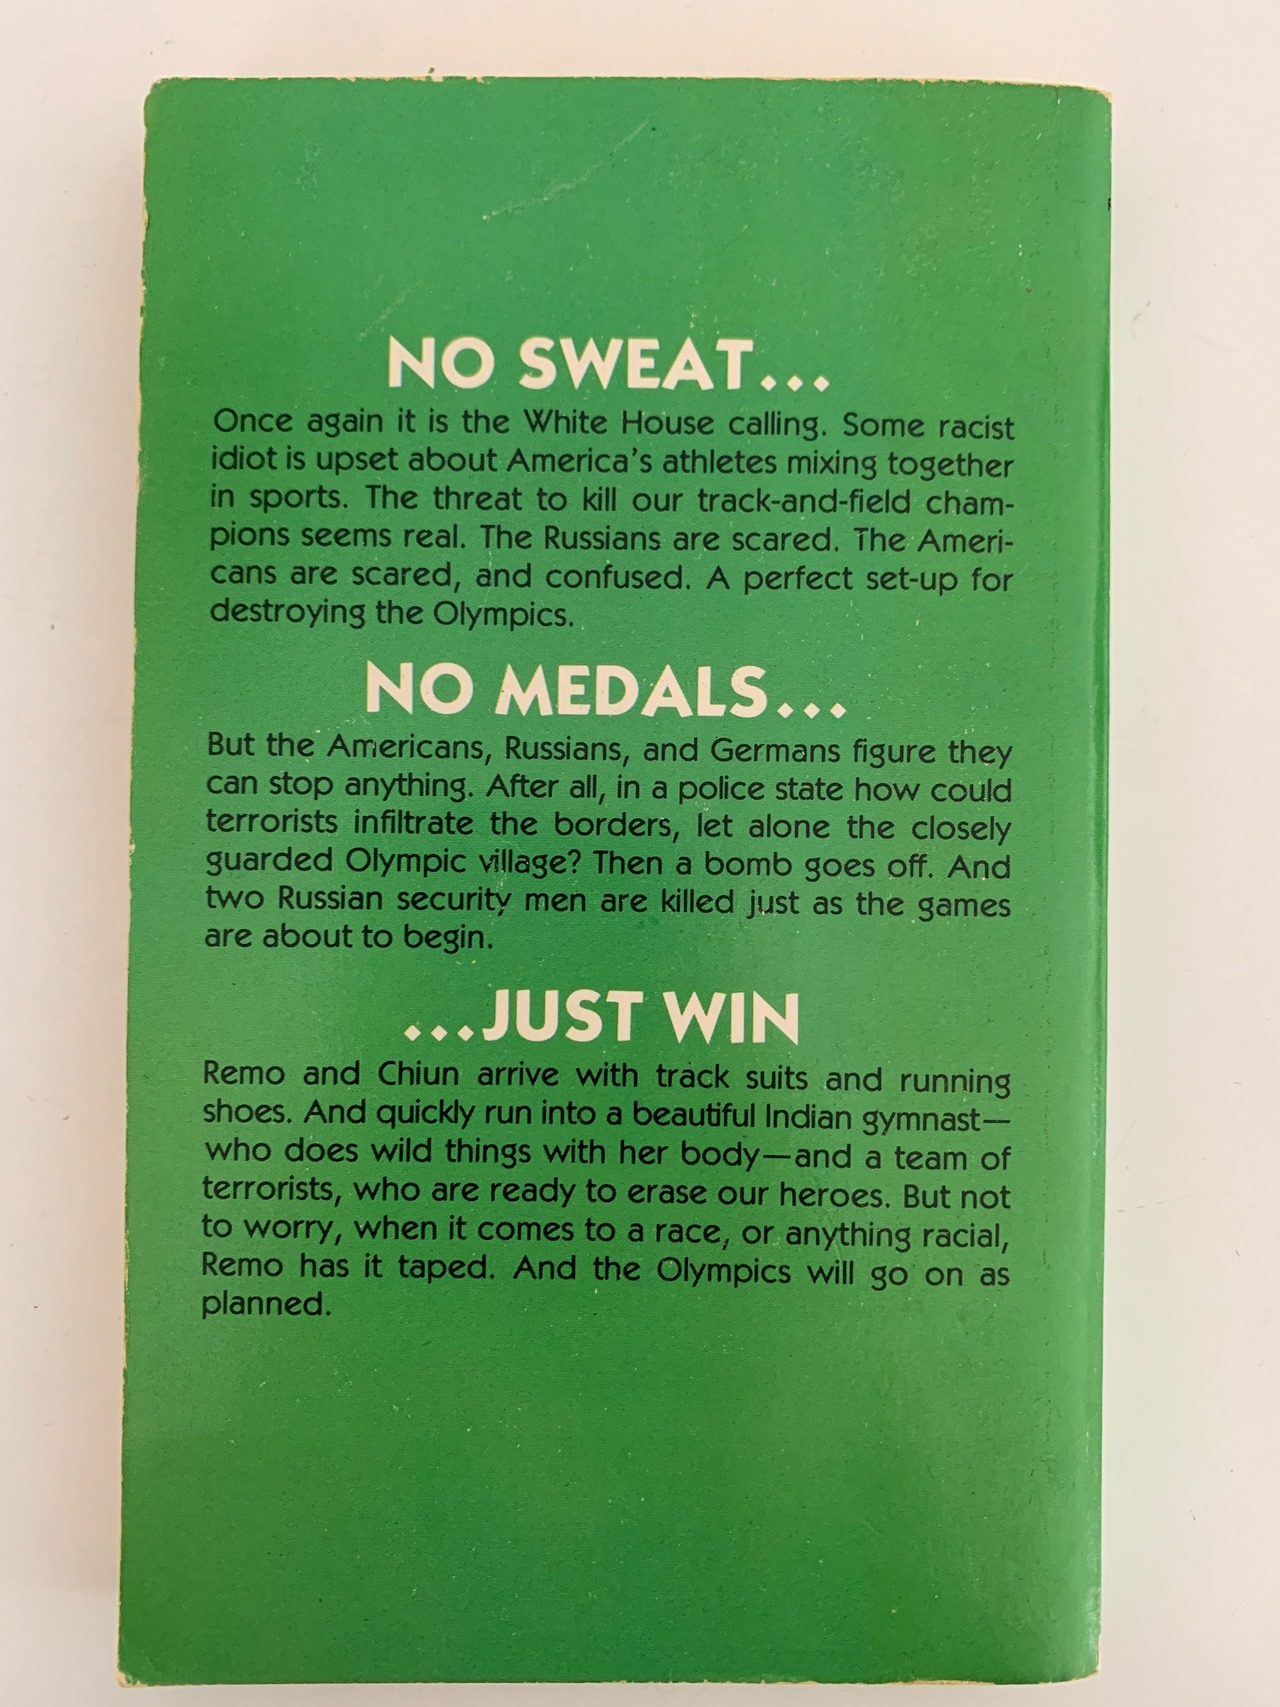 NO SWEAT...
Once again it is the White House calling. Some racist
idiot is upset about America's athletes mixing together
in sports. The threat to kill our track-and-field cham-
pions seems real. The Russians are scared. The Ameri-
cans are scared, and confused. A perfect set-up for
destroying the Olympics.
NO MEDALS...
But the Americans, Russians, and Germans figure they
can stop anything. After all, in a police state how could
terrorists infiltrate the borders, let alone the closely
guarded Olympic village? Then a bomb goes off. And
two Russian security men are killed just as the games
are about to begin.
...JUST WIN
Remo and Chiun arrive with track suits and running
shoes. And quickly run into a beautiful Indian gymnast—
who does wild things with her body—and a team of
terrorists, who are ready to erase our heroes. But not
to worry, when it comes to a race, or anything racial,
Remo has it taped. And the Olympics will go on as
planned.